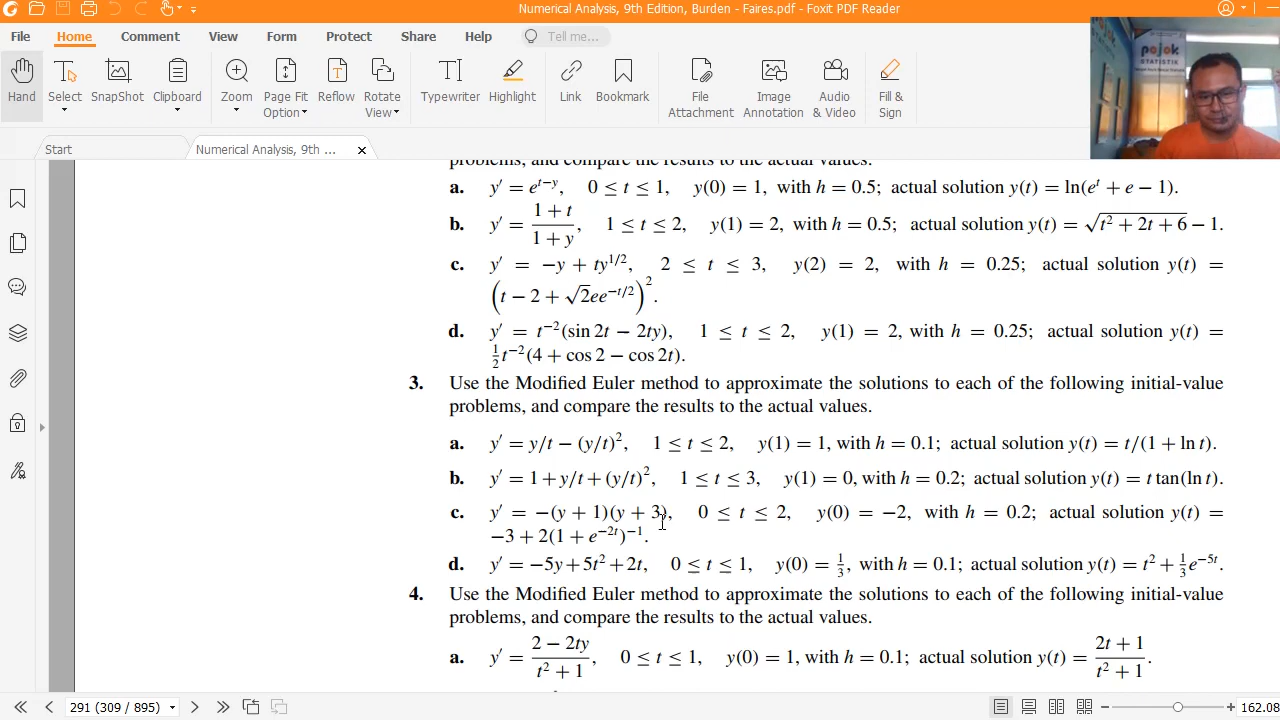 Numerical Analysis, 9th Edition, Burden - Faires.pdf - Foxit PDF Reader
File Home Comment View Form Protect Share Help Tell me...
Hand Select SnapShot Clipboard Zoom Page Fit Option Reflow Rotate View Typewriter Highlight Link Bookmark File Attachment Image Annotation Audio & Video Fill & Sign
pojok
STATISTIK
Start Numerical Analysis, 9th ...
problems, and compare the results to the actual values.
a. y′ = e^{t−y}, 0 ≤ t ≤ 1, y(0) = 1, with h = 0.5; actual solution y(t) = ln(e^t + e − 1).
b. y′ = (1 + t)/(1 + y), 1 ≤ t ≤ 2, y(1) = 2, with h = 0.5; actual solution y(t) = √(t² + 2t + 6) − 1.
c. y′ = −y + ty^{1/2}, 2 ≤ t ≤ 3, y(2) = 2, with h = 0.25; actual solution y(t) =
(t − 2 + √2ee^{−t/2})².
d. y′ = t^{−2}(sin 2t − 2ty), 1 ≤ t ≤ 2, y(1) = 2, with h = 0.25; actual solution y(t) =
½t^{−2}(4 + cos 2 − cos 2t).
3. Use the Modified Euler method to approximate the solutions to each of the following initial-value
problems, and compare the results to the actual values.
a. y′ = y/t − (y/t)², 1 ≤ t ≤ 2, y(1) = 1, with h = 0.1; actual solution y(t) = t/(1 + ln t).
b. y′ = 1 + y/t + (y/t)², 1 ≤ t ≤ 3, y(1) = 0, with h = 0.2; actual solution y(t) = t tan(ln t).
c. y′ = −(y + 1)(y + 3), 0 ≤ t ≤ 2, y(0) = −2, with h = 0.2; actual solution y(t) =
−3 + 2(1 + e^{−2t})^{−1}.
d. y′ = −5y + 5t² + 2t, 0 ≤ t ≤ 1, y(0) = ⅓, with h = 0.1; actual solution y(t) = t² + ⅓e^{−5t}.
4. Use the Modified Euler method to approximate the solutions to each of the following initial-value
problems, and compare the results to the actual values.
a. y′ = (2 − 2ty)/(t² + 1), 0 ≤ t ≤ 1, y(0) = 1, with h = 0.1; actual solution y(t) = (2t + 1)/(t² + 1).
291 (309 / 895) 162.08